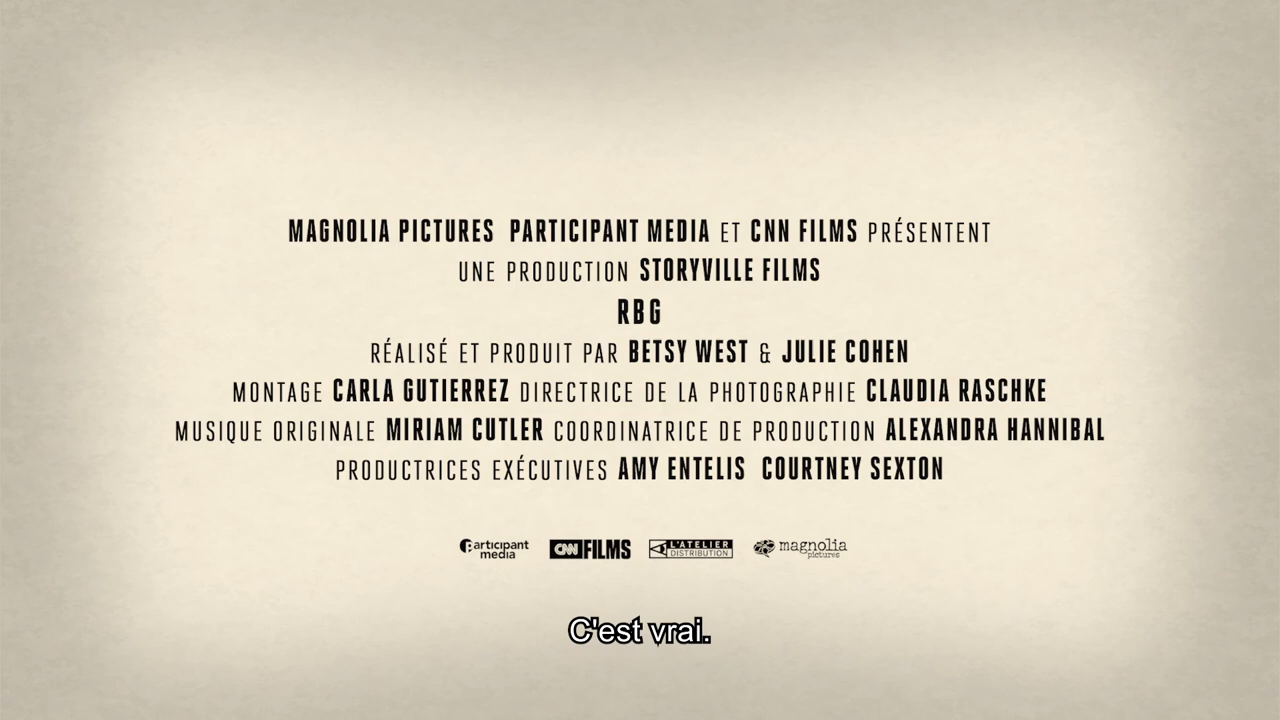 MAGNOLIA PICTURES PARTICIPANT MEDIA ET CNN FILMS PRÉSENTENT
UNE PRODUCTION STORYVILLE FILMS
RBG
RÉALISÉ ET PRODUIT PAR BETSY WEST & JULIE COHEN
MONTAGE CARLA GUTIERREZ DIRECTRICE DE LA PHOTOGRAPHIE CLAUDIA RASCHKE
MUSIQUE ORIGINALE MIRIAM CUTLER COORDINATRICE DE PRODUCTION ALEXANDRA HANNIBAL
PRODUCTRICES EXÉCUTIVES AMY ENTELIS COURTNEY SEXTON
Participant media CNN FILMS L'ATELIER DISTRIBUTION magnolia pictures
C'est vrai.